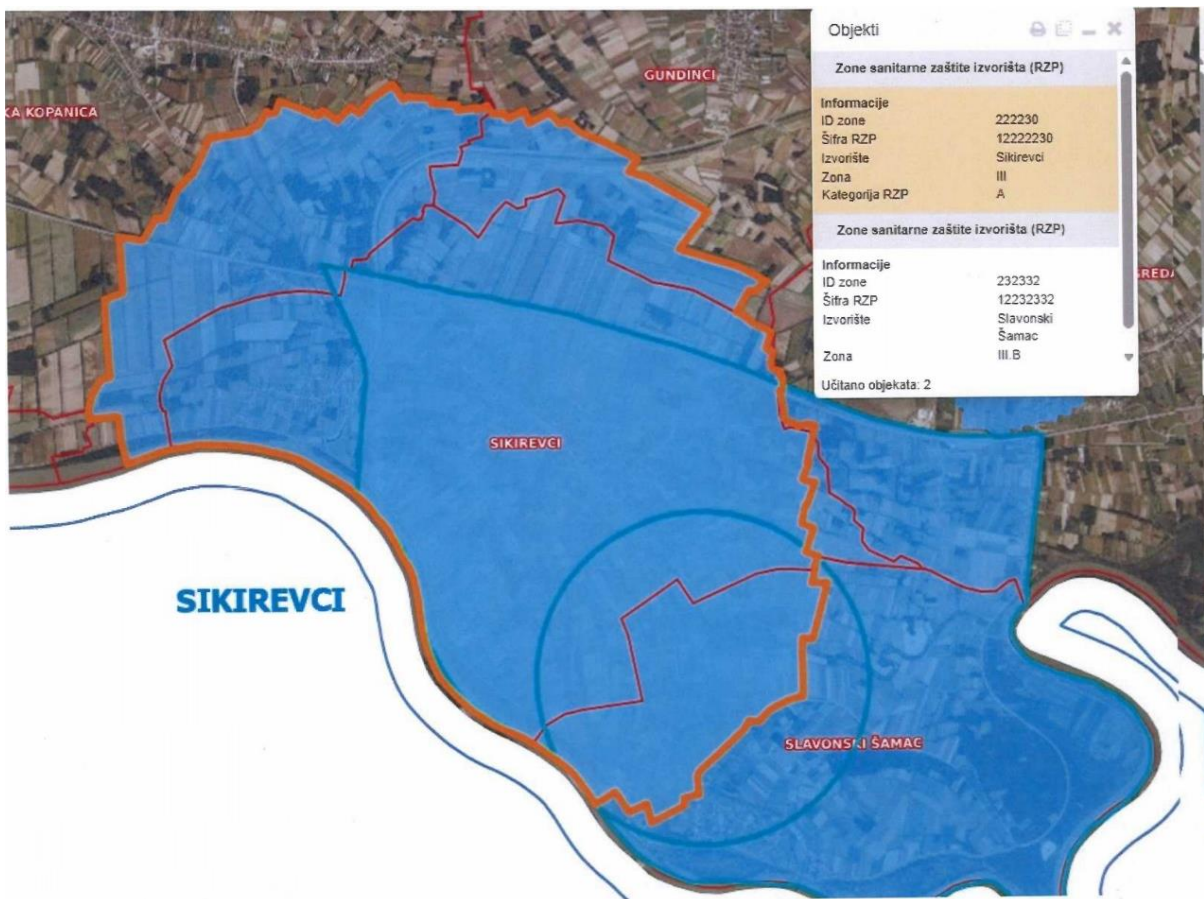 Objekti
Zone sanitarne zaštite izvorišta (RZP)
Informacije
ID zone 222230
Šifra RZP 12222230
Izvorište Sikirevci
Zona III
Kategorija RZP A
Zone sanitarne zaštite izvorišta (RZP)
Informacije
ID zone 232332
Šifra RZP 12232332
Izvorište Slavonski
Šamac
Zona III.B
Učitano objekata: 2
GUNDINCI
KA KOPANICA
GREDA
SIKIREVCI
SIKIREVCI
SLAVONSKI ŠAMAC